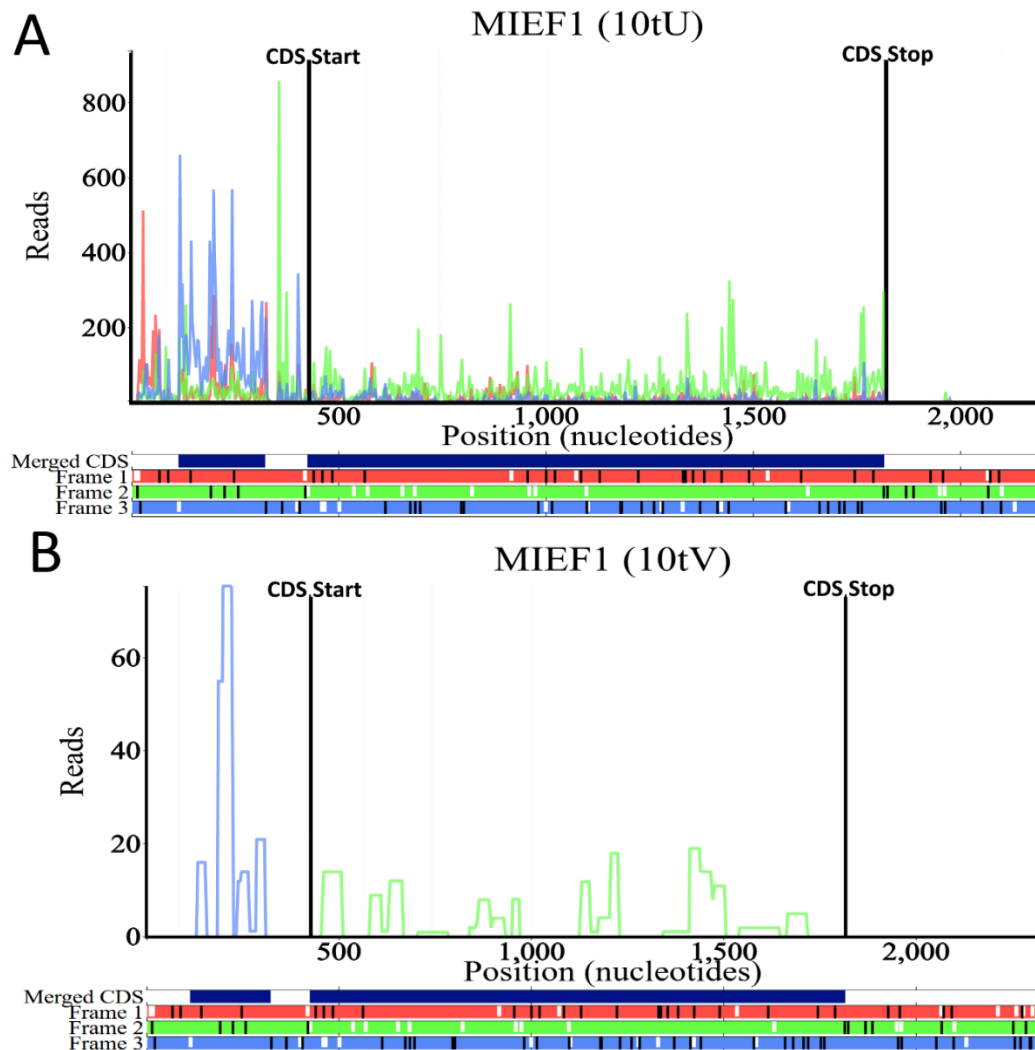 A
MIEF1 (10tU)
CDS Start
CDS Stop
800
600
400
200
Reads
500
1,000
1,500
2,000
Position (nucleotides)
Merged CDS
Frame 1
Frame 2
Frame 3
B
MIEF1 (10tV)
CDS Start
CDS Stop
60
40
20
0
Reads
500
1,000
1,500
2,000
Position (nucleotides)
Merged CDS
Frame 1
Frame 2
Frame 3